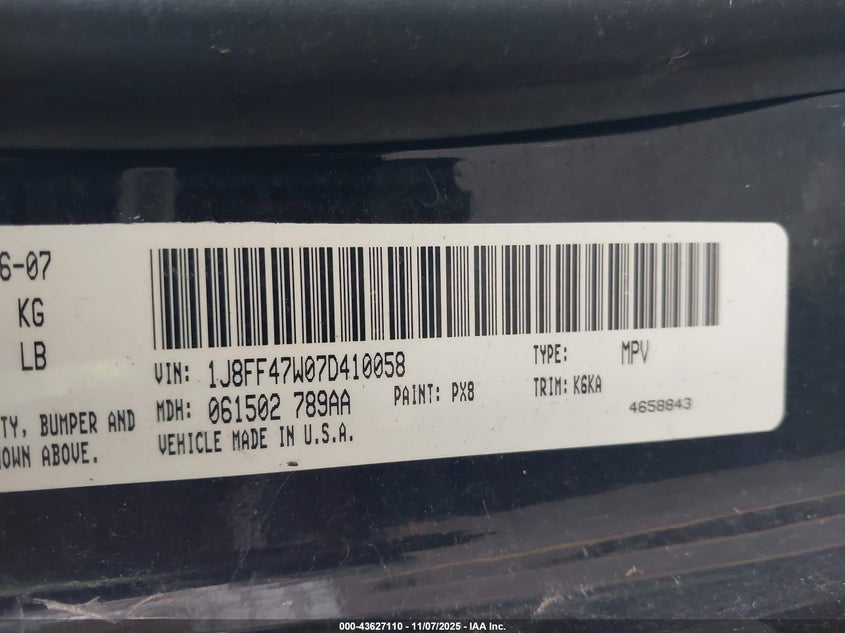 6-07
KG
LB
VIN: 1J8FF47W07D410058
TYPE: MPV
MDH: 061502 789AA
PAINT: PX8
TRIM: K6KA
4658843
VEHICLE MADE IN U.S.A.
TY, BUMPER AND
OWN ABOVE.
000-43627110 - 11/07/2025 - IAA Inc.